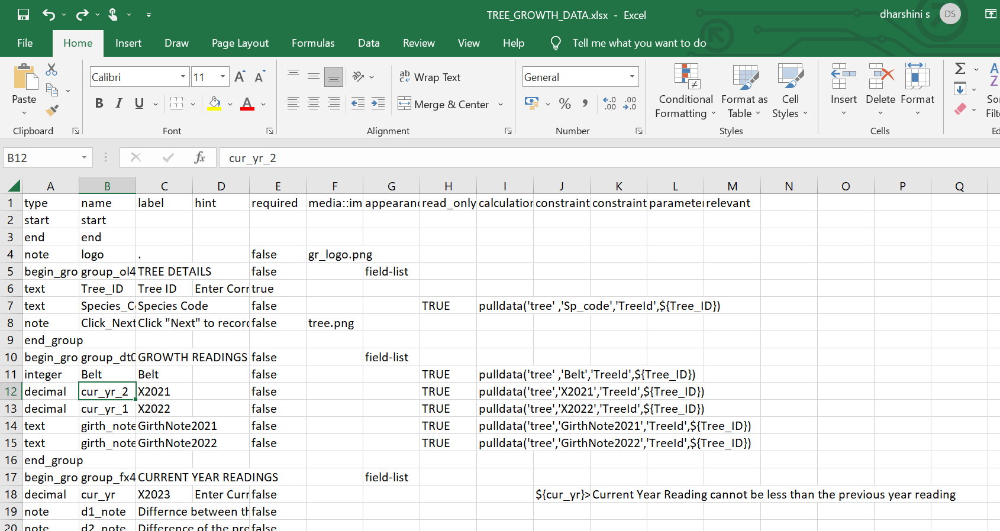 TREE_GROWTH_DATA.xlsx - Excel
dharshini s DS
File Home Insert Draw Page Layout Formulas Data Review View Help Tell me what you want to do
Calibri 11 ab Wrap Text General
Paste Conditional Format as Cell Insert Delete Format
B I U A Merge & Center % Formatting Table Styles
Clipboard Font Alignment Number Styles Cells
B12 fx cur_yr_2
A B C D E F G H I J K L M N O P Q
1 type name label hint required media::im appearan read_only calculation constraint constraint paramete relevant
2 start start
3 end end
4 note logo . false gr_logo.png
5 begin_gro group_ol4 TREE DETAILS false field-list
6 text Tree_ID Tree ID Enter Corr true
7 text Species_C Species Code false TRUE pulldata('tree' ,'Sp_code','TreeId',${Tree_ID})
8 note Click_Next Click "Next" to recor false tree.png
9 end_group
10 begin_gro group_dt0 GROWTH READINGS false field-list
11 integer Belt Belt false TRUE pulldata('tree' ,'Belt','TreeId',${Tree_ID})
12 decimal cur_yr_2 X2021 false TRUE pulldata('tree','X2021','TreeId',${Tree_ID})
13 decimal cur_yr_1 X2022 false TRUE pulldata('tree','X2022','TreeId',${Tree_ID})
14 text girth_note GirthNote2021 false TRUE pulldata('tree','GirthNote2021','TreeId',${Tree_ID})
15 text girth_note GirthNote2022 false TRUE pulldata('tree','GirthNote2022','TreeId',${Tree_ID})
16 end_group
17 begin_gro group_fx4 CURRENT YEAR READINGS field-list
18 decimal cur_yr X2023 Enter Curr false ${cur_yr}> Current Year Reading cannot be less than the previous year reading
19 note d1_note Differnce between th false
20 note d2_note Difference of the pre false